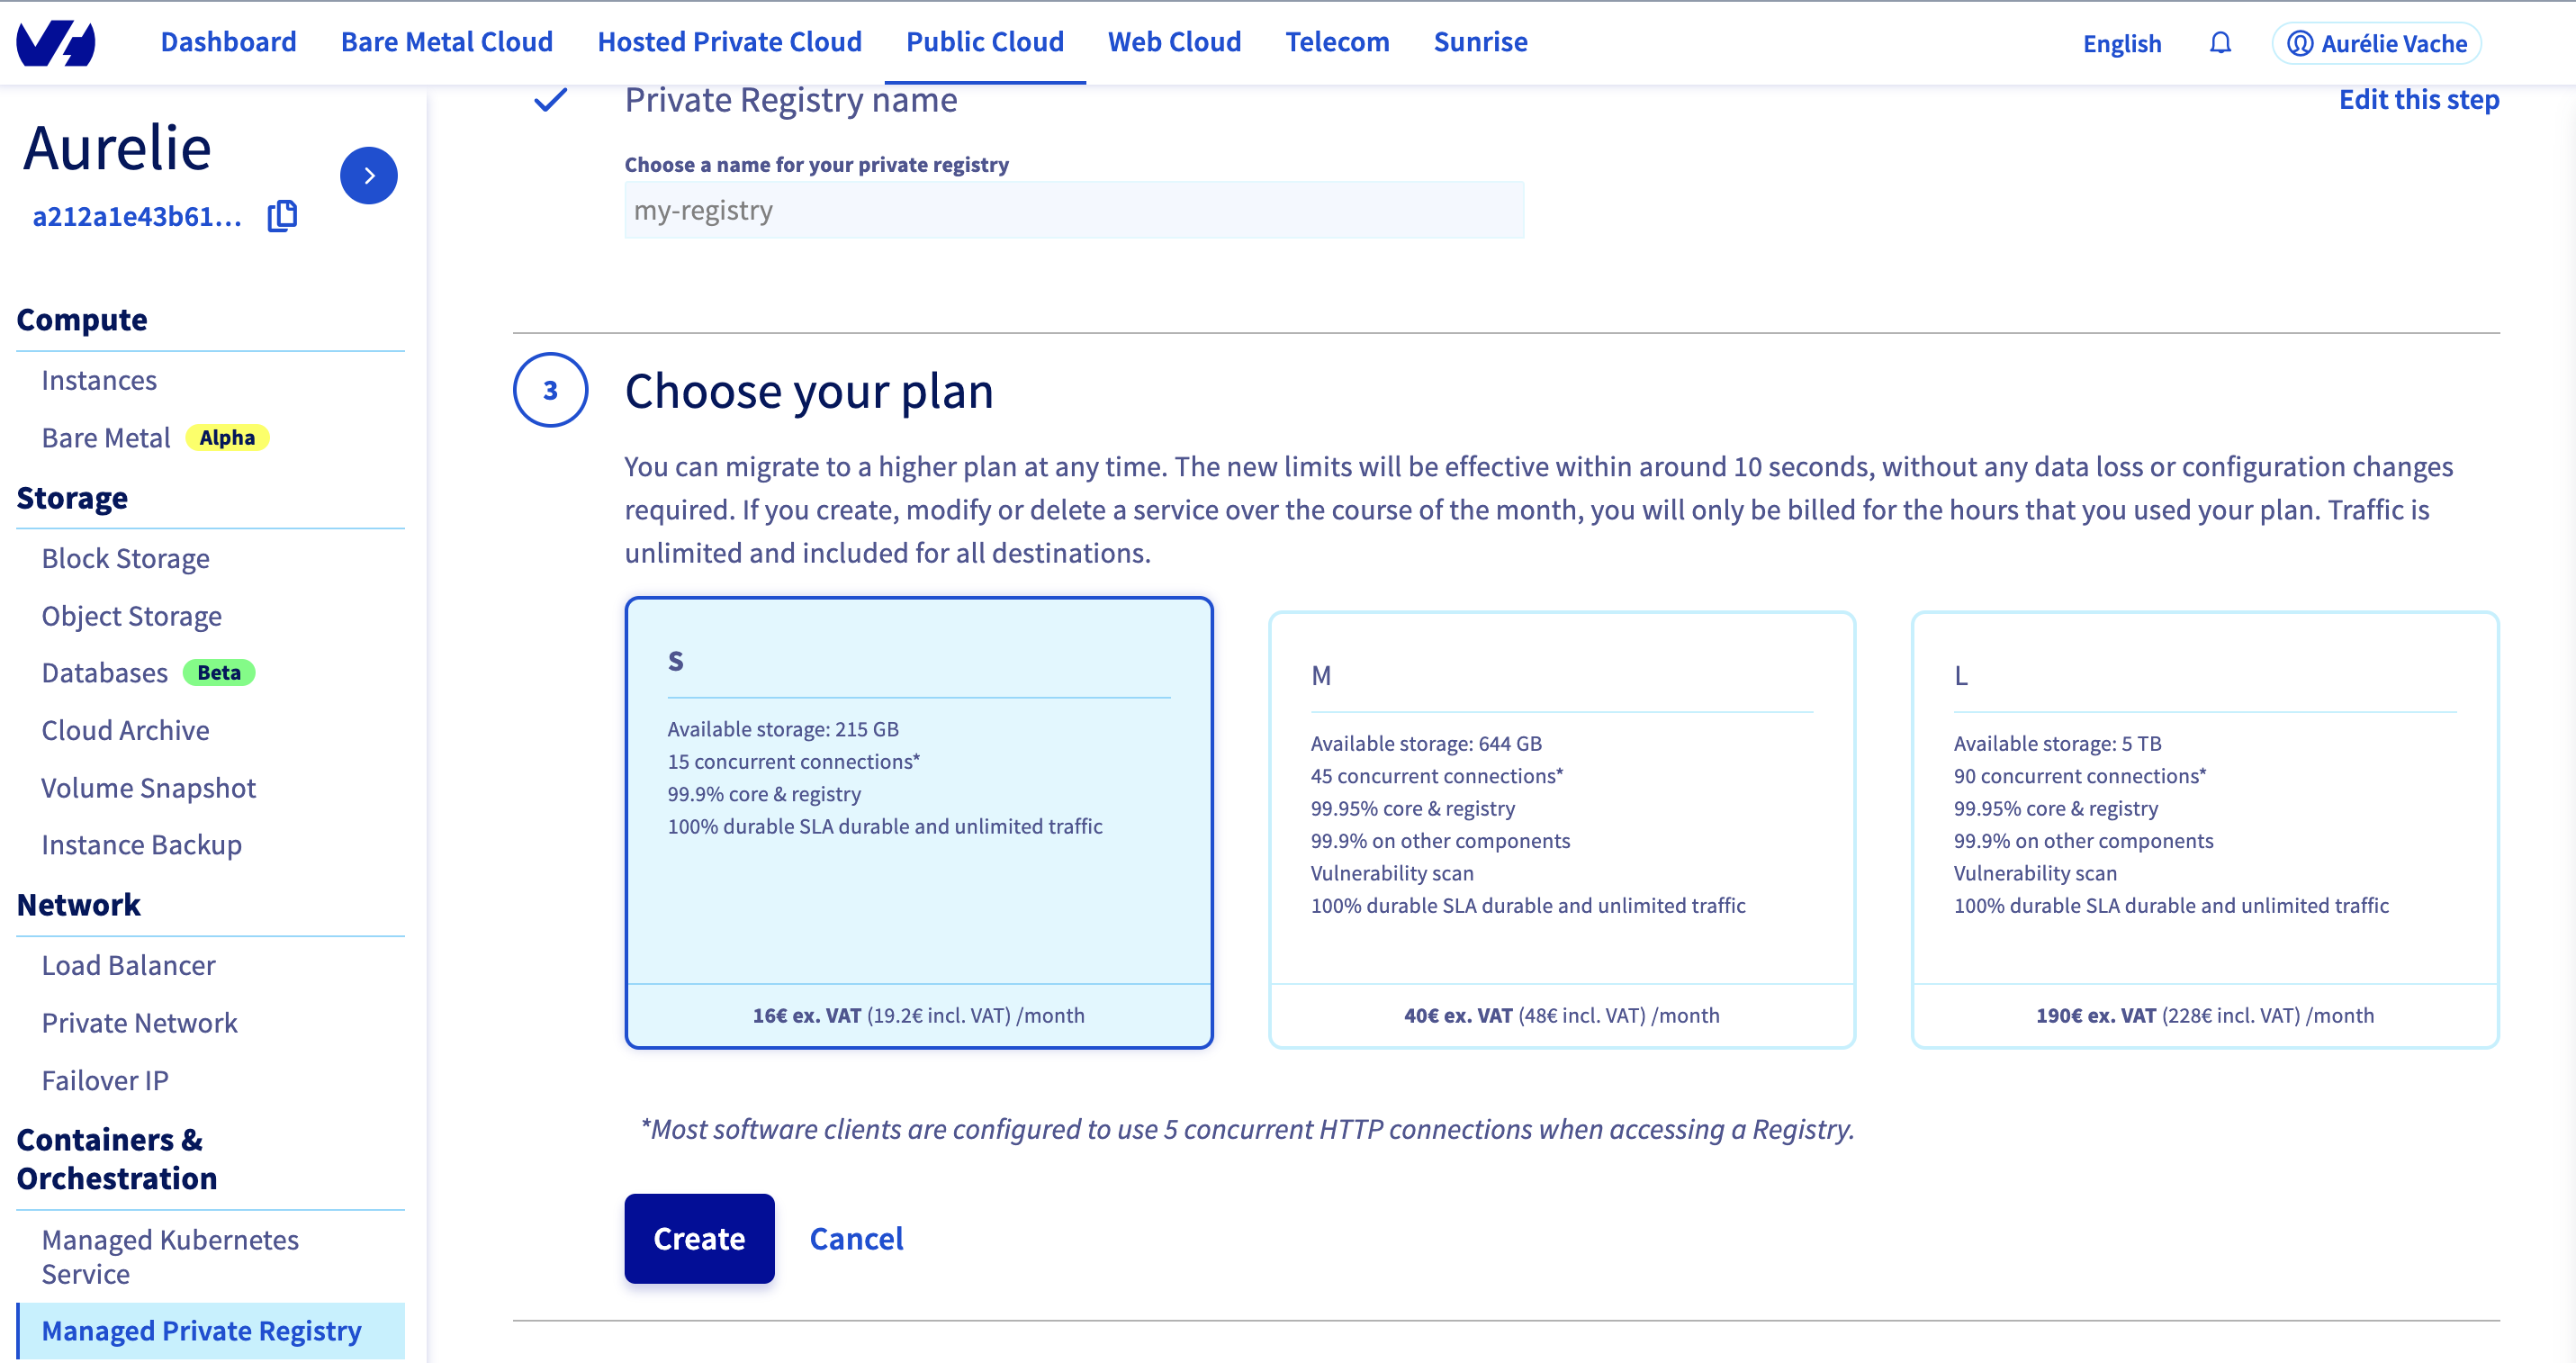 Dashboard
Bare Metal Cloud
Hosted Private Cloud
Public Cloud
Web Cloud
Telecom
Sunrise
English
Aurélie Vache
Aurelie
a212a1e43b61...
Compute
Instances
Bare Metal Alpha
Storage
Block Storage
Object Storage
Databases Beta
Cloud Archive
Volume Snapshot
Instance Backup
Network
Load Balancer
Private Network
Failover IP
Containers &
Orchestration
Managed Kubernetes
Service
Managed Private Registry
Private Registry name
Edit this step
Choose a name for your private registry
my-registry
3
Choose your plan
You can migrate to a higher plan at any time. The new limits will be effective within around 10 seconds, without any data loss or configuration changes
required. If you create, modify or delete a service over the course of the month, you will only be billed for the hours that you used your plan. Traffic is
unlimited and included for all destinations.
S
Available storage: 215 GB
15 concurrent connections*
99.9% core & registry
100% durable SLA durable and unlimited traffic
16€ ex. VAT (19.2€ incl. VAT) /month
M
Available storage: 644 GB
45 concurrent connections*
99.95% core & registry
99.9% on other components
Vulnerability scan
100% durable SLA durable and unlimited traffic
40€ ex. VAT (48€ incl. VAT) /month
L
Available storage: 5 TB
90 concurrent connections*
99.95% core & registry
99.9% on other components
Vulnerability scan
100% durable SLA durable and unlimited traffic
190€ ex. VAT (228€ incl. VAT) /month
*Most software clients are configured to use 5 concurrent HTTP connections when accessing a Registry.
Create
Cancel